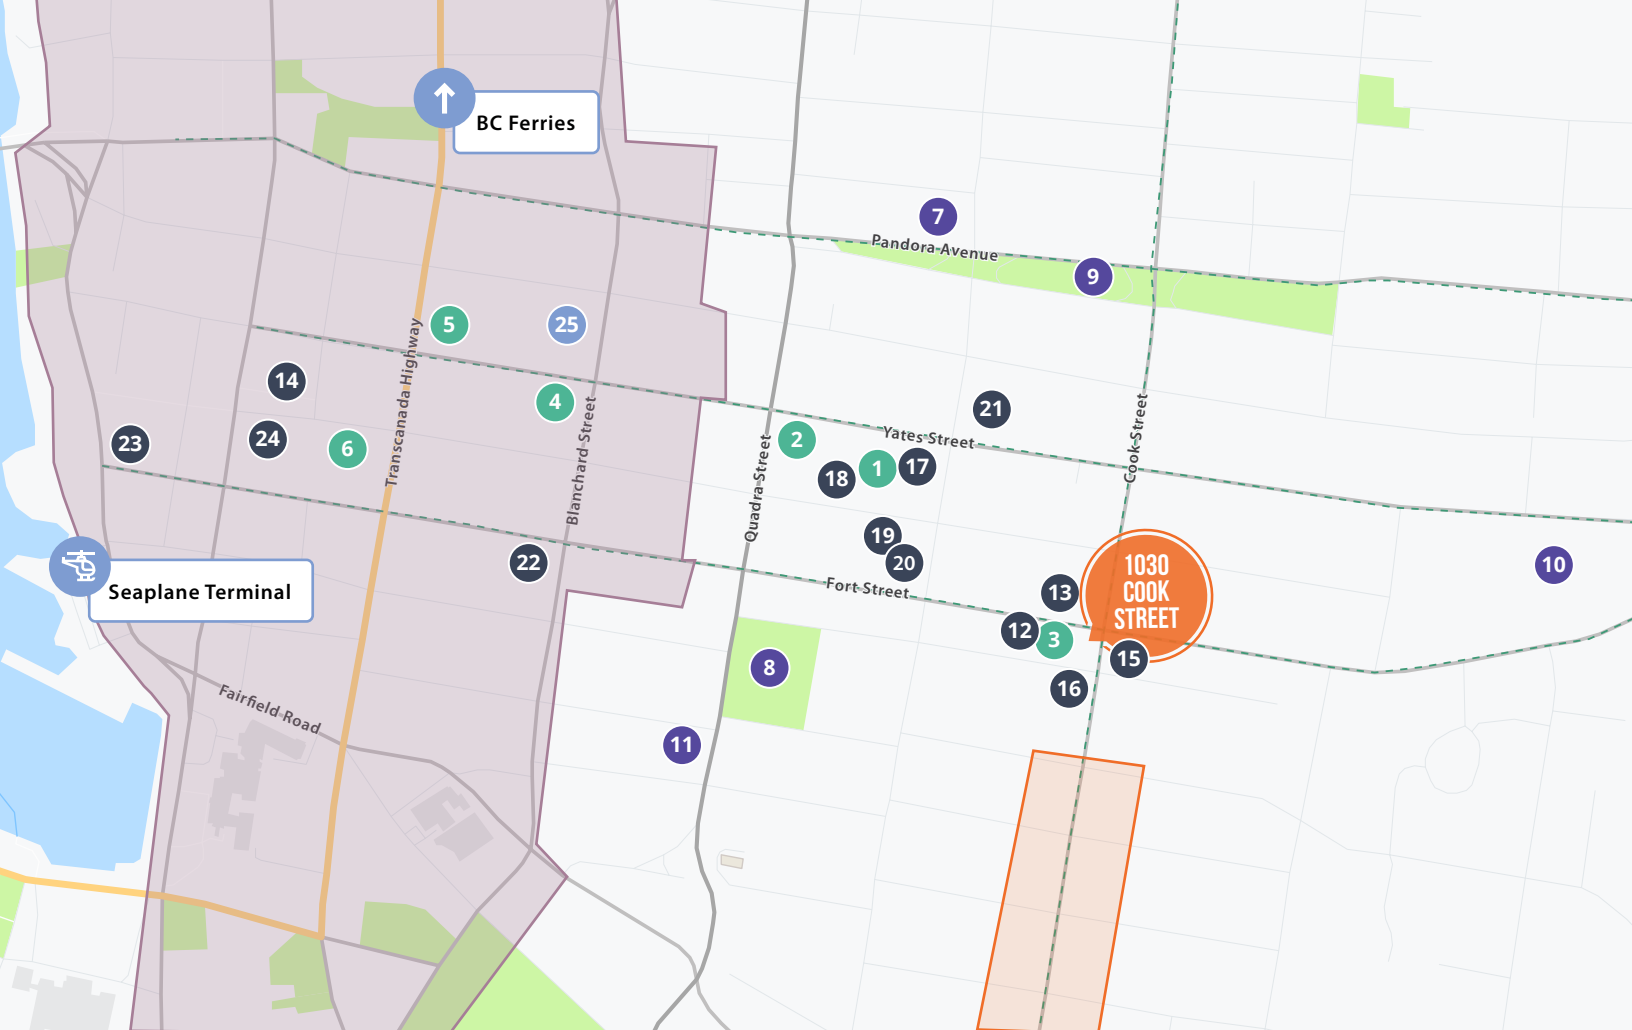 BC Ferries
7
Pandora Avenue
9
5
25
Transcanada Highway
14
4
Blanchard Street
21
Cook Street
23
24
6
2
Yates Street
Quadra Street
18
1
17
19
20
22
Seaplane Terminal
Fort Street
13
1030
COOK
STREET
10
12
3
15
16
8
Fairfield Road
11